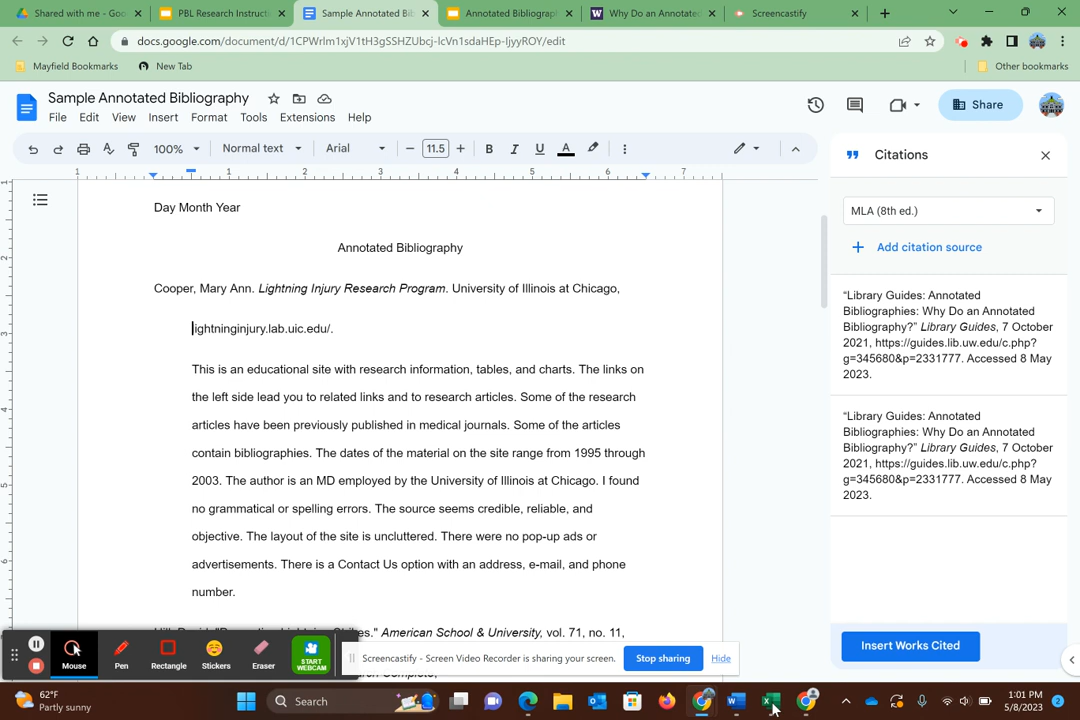 Shared with me - Goo
PBL Research Instructi
Sample Annotated Bib
Annotated Bibliograph
Why Do an Annotated
Screencastify
docs.google.com/document/d/1CPWrlm1xjV1tH3gSSHZUbcj-lcVn1sdaHEp-IjyyROY/edit
Mayfield Bookmarks
New Tab
Other bookmarks
Sample Annotated Bibliography
File Edit View Insert Format Tools Extensions Help
Share
100% Normal text Arial 11.5 B I U A
Citations
1 1 2 3 4 5 6 7
MLA (8th ed.)
Add citation source
Day Month Year
Annotated Bibliography
Cooper, Mary Ann. Lightning Injury Research Program. University of Illinois at Chicago,
lightninginjury.lab.uic.edu/.
This is an educational site with research information, tables, and charts. The links on
the left side lead you to related links and to research articles. Some of the research
articles have been previously published in medical journals. Some of the articles
contain bibliographies. The dates of the material on the site range from 1995 through
2003. The author is an MD employed by the University of Illinois at Chicago. I found
no grammatical or spelling errors. The source seems credible, reliable, and
objective. The layout of the site is uncluttered. There were no pop-up ads or
advertisements. There is a Contact Us option with an address, e-mail, and phone
number.
Strikes." American School & University, vol. 71, no. 11,
“Library Guides: Annotated
Bibliographies: Why Do an Annotated
Bibliography?” Library Guides, 7 October
2021, https://guides.lib.uw.edu/c.php?
g=345680&p=2331777. Accessed 8 May
2023.
“Library Guides: Annotated
Bibliographies: Why Do an Annotated
Bibliography?” Library Guides, 7 October
2021, https://guides.lib.uw.edu/c.php?
g=345680&p=2331777. Accessed 8 May
2023.
Insert Works Cited
Mouse
Pen
Rectangle
Stickers
Eraser
START
WEBCAM
Screencastify - Screen Video Recorder is sharing your screen.
Stop sharing
Hide
62°F
Partly sunny
Search
1:01 PM
5/8/2023
2